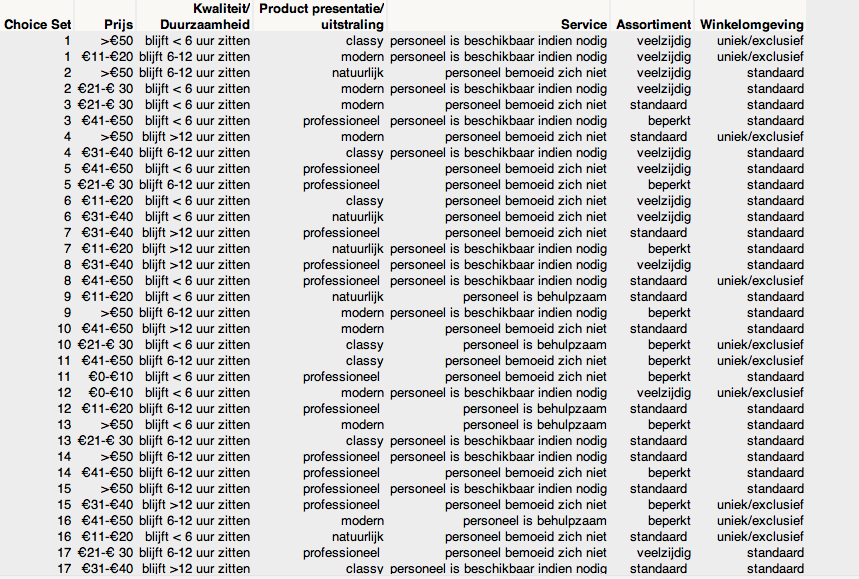 Kwaliteit/ Product presentatie/
Choice Set Prijs Duurzaamheid uitstraling Service Assortiment Winkelomgeving
1 >€50 blijft < 6 uur zitten classy personeel is beschikbaar indien nodig veelzijdig uniek/exclusief
1 €11-€20 blijft 6-12 uur zitten modern personeel is beschikbaar indien nodig veelzijdig uniek/exclusief
2 >€50 blijft 6-12 uur zitten natuurlijk personeel bemoeid zich niet veelzijdig standaard
2 €21-€ 30 blijft < 6 uur zitten modern personeel is beschikbaar indien nodig veelzijdig standaard
3 €21-€ 30 blijft < 6 uur zitten modern personeel bemoeid zich niet standaard standaard
3 €41-€50 blijft < 6 uur zitten professioneel personeel is beschikbaar indien nodig beperkt standaard
4 >€50 blijft >12 uur zitten modern personeel bemoeid zich niet standaard uniek/exclusief
4 €31-€40 blijft 6-12 uur zitten classy personeel is beschikbaar indien nodig veelzijdig standaard
5 €41-€50 blijft < 6 uur zitten professioneel personeel bemoeid zich niet veelzijdig standaard
5 €21-€ 30 blijft 6-12 uur zitten professioneel personeel bemoeid zich niet beperkt standaard
6 €11-€20 blijft < 6 uur zitten classy personeel bemoeid zich niet veelzijdig standaard
6 €31-€40 blijft < 6 uur zitten natuurlijk personeel bemoeid zich niet veelzijdig standaard
7 €31-€40 blijft >12 uur zitten professioneel personeel bemoeid zich niet standaard standaard
7 €11-€20 blijft >12 uur zitten natuurlijk personeel is beschikbaar indien nodig beperkt standaard
8 €31-€40 blijft >12 uur zitten professioneel personeel is beschikbaar indien nodig veelzijdig standaard
8 €41-€50 blijft < 6 uur zitten professioneel personeel is beschikbaar indien nodig standaard uniek/exclusief
9 €11-€20 blijft < 6 uur zitten natuurlijk personeel is behulpzaam standaard standaard
9 >€50 blijft 6-12 uur zitten modern personeel is beschikbaar indien nodig beperkt standaard
10 €41-€50 blijft >12 uur zitten modern personeel bemoeid zich niet standaard standaard
10 €21-€ 30 blijft < 6 uur zitten classy personeel is behulpzaam beperkt uniek/exclusief
11 €41-€50 blijft 6-12 uur zitten classy personeel bemoeid zich niet beperkt uniek/exclusief
11 €0-€10 blijft < 6 uur zitten professioneel personeel bemoeid zich niet beperkt standaard
12 €0-€10 blijft < 6 uur zitten modern personeel is beschikbaar indien nodig veelzijdig uniek/exclusief
12 €11-€20 blijft 6-12 uur zitten professioneel personeel is behulpzaam standaard standaard
13 >€50 blijft < 6 uur zitten modern personeel is behulpzaam beperkt standaard
13 €21-€ 30 blijft 6-12 uur zitten classy personeel is beschikbaar indien nodig standaard standaard
14 >€50 blijft 6-12 uur zitten professioneel personeel is beschikbaar indien nodig standaard standaard
14 €41-€50 blijft 6-12 uur zitten professioneel personeel bemoeid zich niet beperkt standaard
15 >€50 blijft 6-12 uur zitten professioneel personeel is beschikbaar indien nodig standaard standaard
15 €31-€40 blijft >12 uur zitten professioneel personeel bemoeid zich niet beperkt uniek/exclusief
16 €41-€50 blijft 6-12 uur zitten modern personeel is behulpzaam beperkt uniek/exclusief
16 €11-€20 blijft < 6 uur zitten natuurlijk personeel bemoeid zich niet standaard uniek/exclusief
17 €21-€ 30 blijft 6-12 uur zitten professioneel personeel bemoeid zich niet veelzijdig standaard
17 €31-€40 blijft >12 uur zitten classy personeel is beschikbaar indien nodig standaard standaard